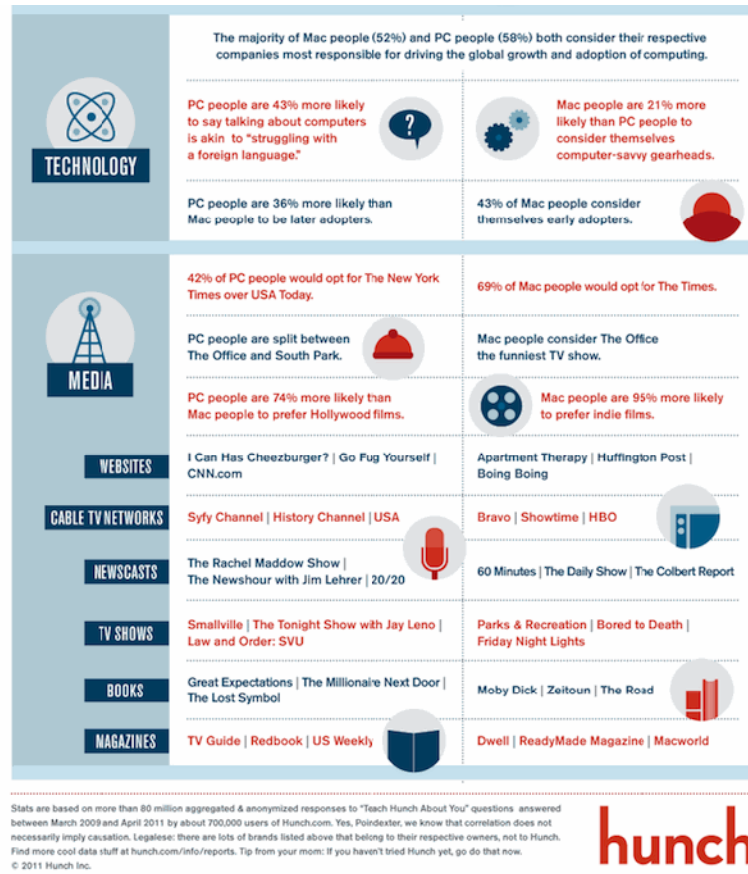 The majority of Mac people (52%) and PC people (58%) both consider their respective
companies most responsible for driving the global growth and adoption of computing.
TECHNOLOGY
PC people are 43% more likely
to say talking about computers
is akin to “struggling with
a foreign language.”
?
Mac people are 21% more
likely than PC people to
consider themselves
computer-savvy gearheads.
PC people are 36% more likely than
Mac people to be later adopters.
43% of Mac people consider
themselves early adopters.
MEDIA
42% of PC people would opt for The New York
Times over USA Today.
69% of Mac people would opt for The Times.
PC people are split between
The Office and South Park.
Mac people consider The Office
the funniest TV show.
PC people are 74% more likely than
Mac people to prefer Hollywood films.
Mac people are 95% more likely
to prefer indie films.
WEBSITES
I Can Has Cheezburger? | Go Fug Yourself |
CNN.com
Apartment Therapy | Huffington Post |
Boing Boing
CABLE TV NETWORKS
Syfy Channel | History Channel | USA
Bravo | Showtime | HBO
NEWSCASTS
The Rachel Maddow Show |
The Newshour with Jim Lehrer | 20/20
60 Minutes | The Daily Show | The Colbert Report
TV SHOWS
Smallville | The Tonight Show with Jay Leno |
Law and Order: SVU
Parks & Recreation | Bored to Death |
Friday Night Lights
BOOKS
Great Expectations | The Millionaire Next Door |
The Lost Symbol
Moby Dick | Zeitoun | The Road
MAGAZINES
TV Guide | Redbook | US Weekly
Dwell | ReadyMade Magazine | Macworld
Stats are based on more than 80 million aggregated & anonymized responses to “Teach Hunch About You” questions answered
between March 2009 and April 2011 by about 700,000 users of Hunch.com. Yes, Poindexter, we know that correlation does not
necessarily imply causation. Legalese: there are lots of brands listed above that belong to their respective owners, not to Hunch.
Find more cool data stuff at hunch.com/info/reports. Tip from your mom: If you haven't tried Hunch yet, go do that now.
© 2011 Hunch Inc.
hunch